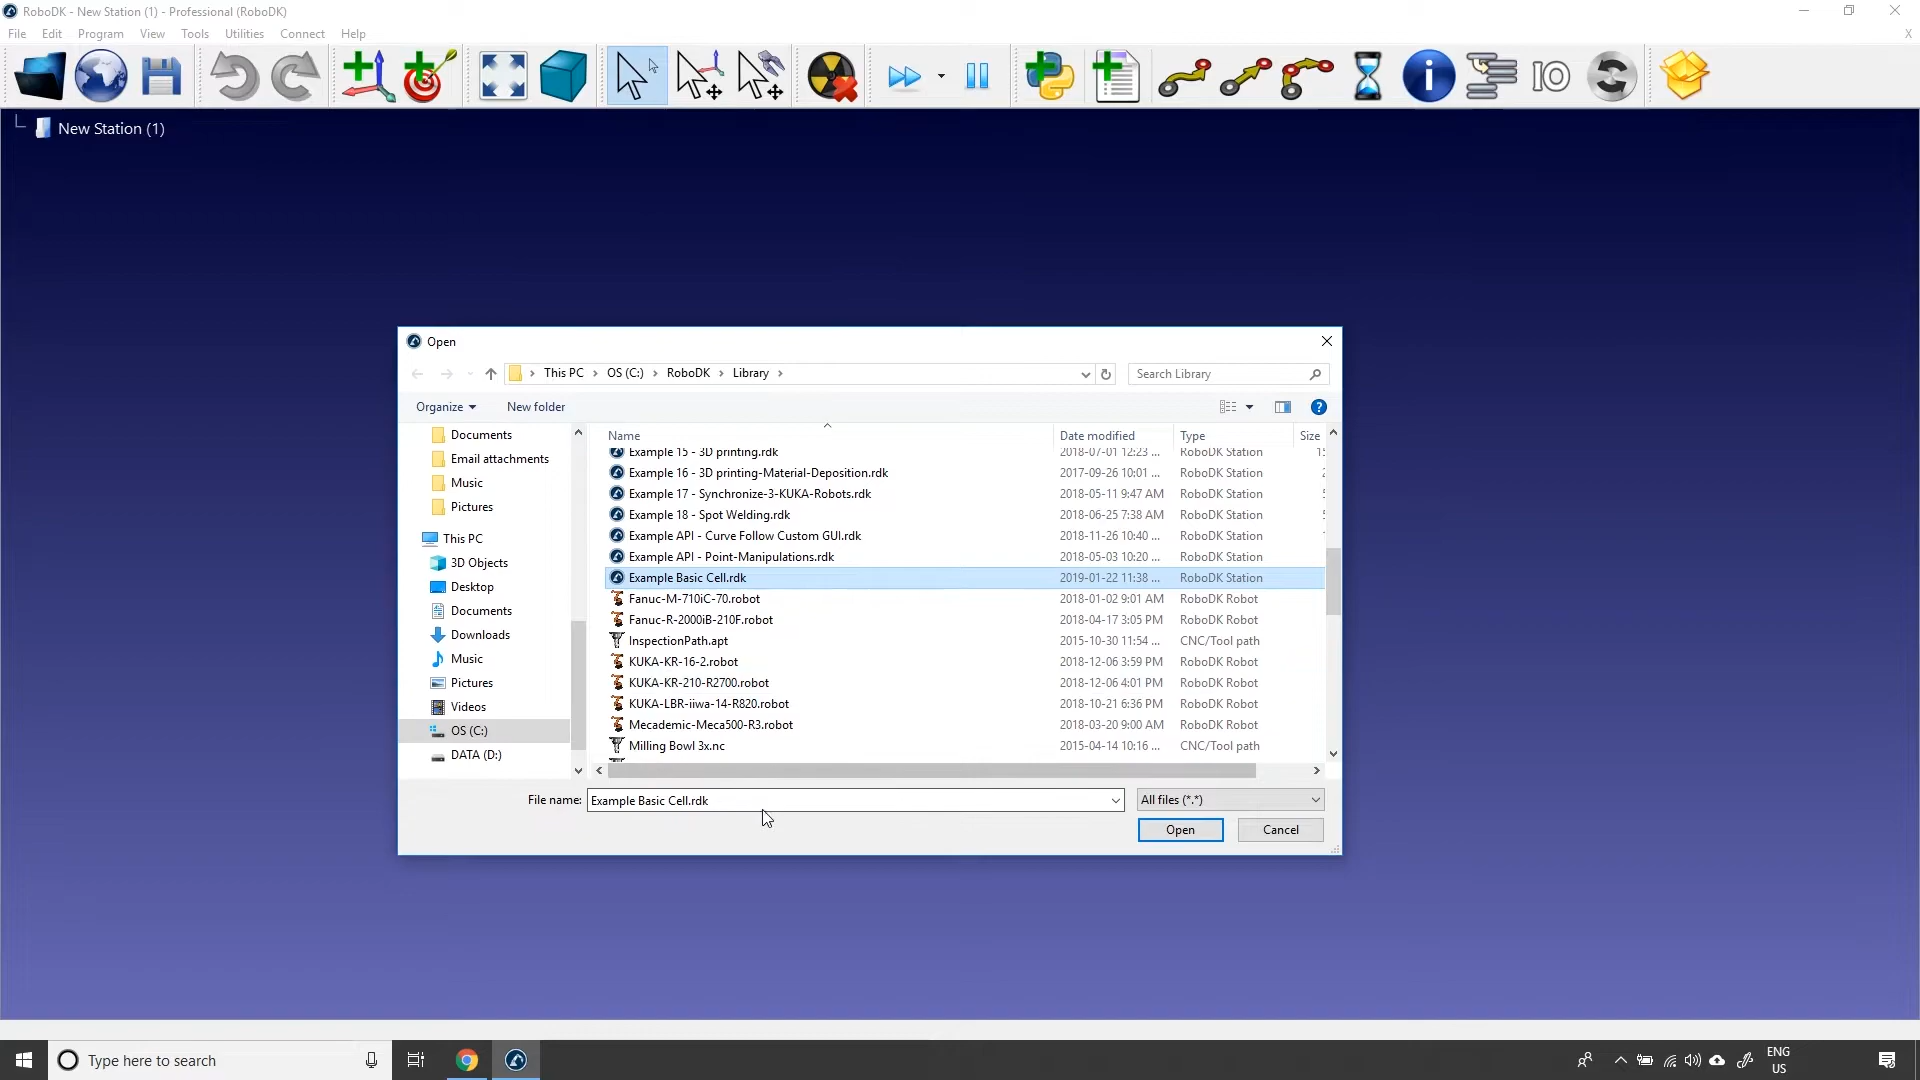 RoboDK - New Station (1) - Professional (RoboDK)
File Edit Program View Tools Utilities Connect Help X
IO
New Station (1)
Open
This PC > OS (C:) > RoboDK > Library >
Search Library
Organize New folder
Name Date modified Type Size
Documents
Email attachments
Music
Pictures
This PC
3D Objects
Desktop
Documents
Downloads
Music
Pictures
Videos
OS (C:)
DATA (D:)
Example 15 - 3D printing.rdk 2018-07-01 12:23 ... RoboDK Station
Example 16 - 3D printing-Material-Deposition.rdk 2017-09-26 10:01 ... RoboDK Station
Example 17 - Synchronize-3-KUKA-Robots.rdk 2018-05-11 9:47 AM RoboDK Station
Example 18 - Spot Welding.rdk 2018-06-25 7:38 AM RoboDK Station
Example API - Curve Follow Custom GUI.rdk 2018-11-26 10:40 ... RoboDK Station
Example API - Point-Manipulations.rdk 2018-05-03 10:20 ... RoboDK Station
Example Basic Cell.rdk 2019-01-22 11:38 ... RoboDK Station
Fanuc-M-710iC-70.robot 2018-01-02 9:01 AM RoboDK Robot
Fanuc-R-2000iB-210F.robot 2018-04-17 3:05 PM RoboDK Robot
InspectionPath.apt 2015-10-30 11:54 ... CNC/Tool path
KUKA-KR-16-2.robot 2018-12-06 3:59 PM RoboDK Robot
KUKA-KR-210-R2700.robot 2018-12-06 4:01 PM RoboDK Robot
KUKA-LBR-iiwa-14-R820.robot 2018-10-21 6:36 PM RoboDK Robot
Mecademic-Meca500-R3.robot 2018-03-20 9:00 AM RoboDK Robot
Milling Bowl 3x.nc 2015-04-14 10:16 ... CNC/Tool path
File name: Example Basic Cell.rdk All files (*.*)
Open Cancel
Type here to search
ENG
US